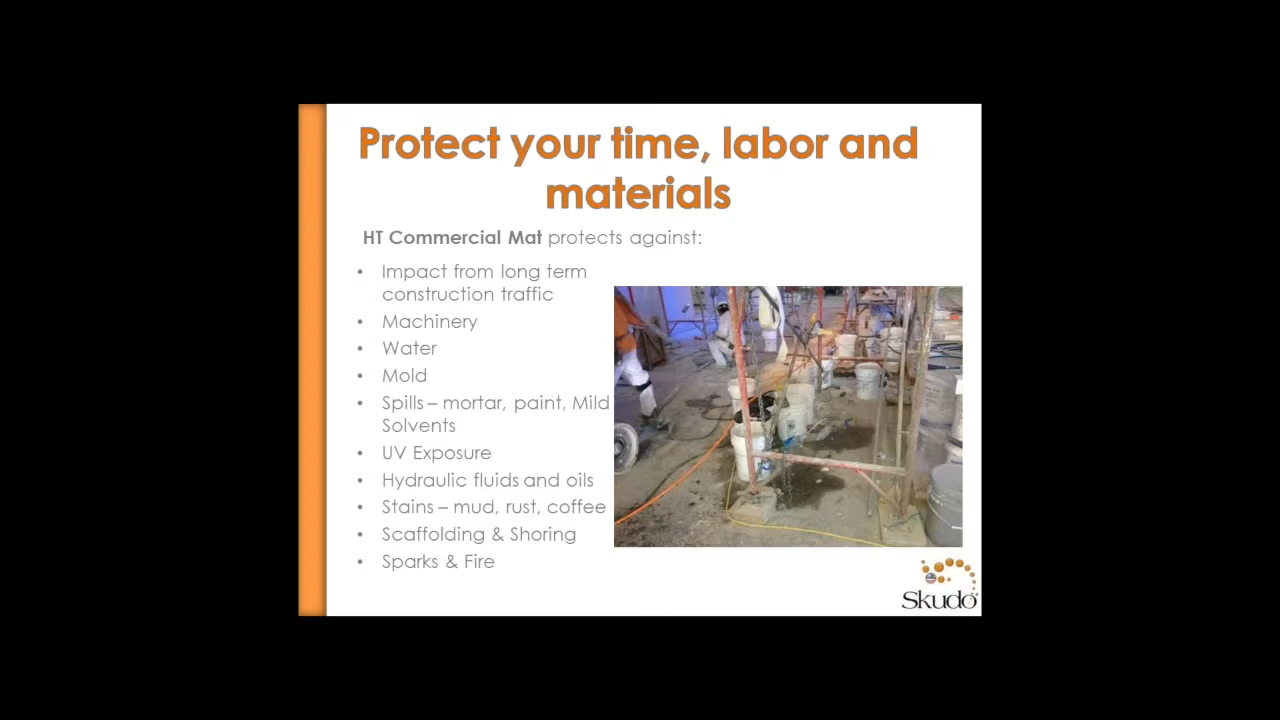 Protect your time, labor and
materials
HT Commercial Mat protects against:
• Impact from long term
construction traffic
• Machinery
• Water
• Mold
• Spills – mortar, paint, Mild
Solvents
• UV Exposure
• Hydraulic fluids and oils
• Stains – mud, rust, coffee
• Scaffolding & Shoring
• Sparks & Fire
Skudo